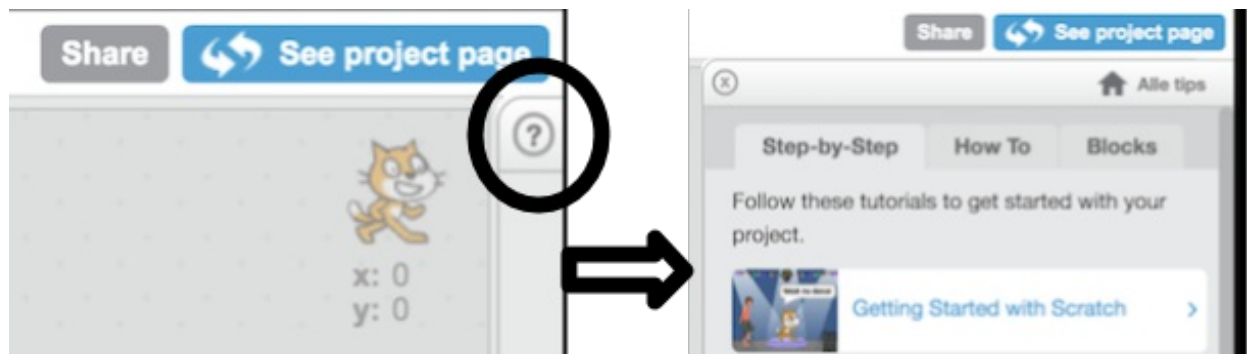 Share See project page
?
x: 0
y: 0
Share See project page
x Alle tips
Step-by-Step How To Blocks
Follow these tutorials to get started with your
project.
Getting Started with Scratch >